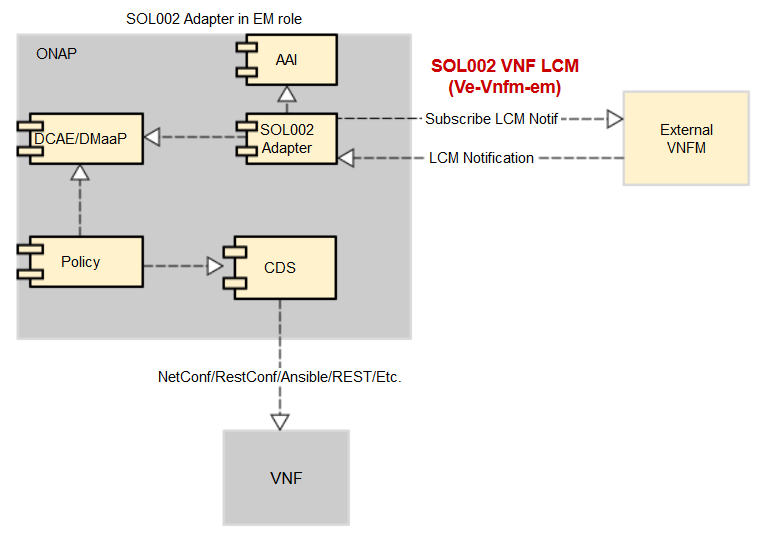 SOL002 Adapter in EM role
ONAP
AAI
SOL002 VNF LCM
(Ve-Vnfm-em)
DCAE/DMaaP
SOL002
Adapter
Subscribe LCM Notif
External
VNFM
LCM Notification
Policy
CDS
NetConf/RestConf/Ansible/REST/Etc.
VNF